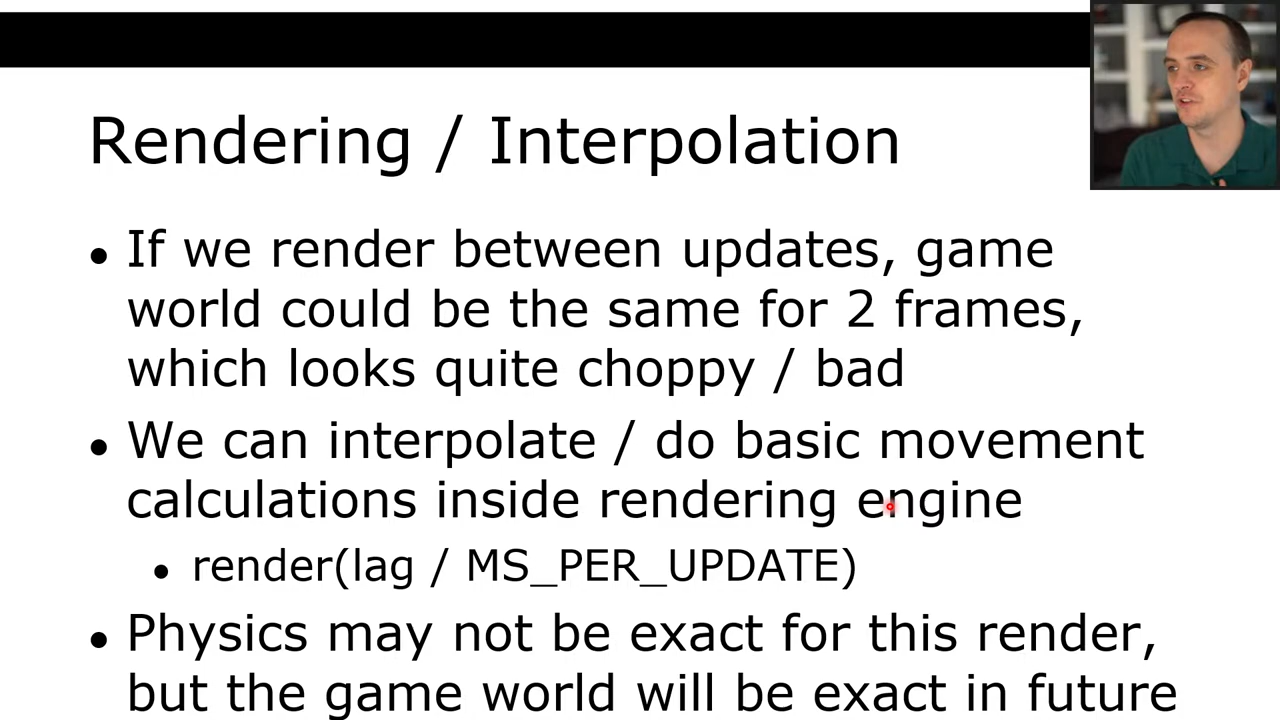 Rendering / Interpolation
• If we render between updates, game
world could be the same for 2 frames,
which looks quite choppy / bad
• We can interpolate / do basic movement
calculations inside rendering engine
• render(lag / MS_PER_UPDATE)
• Physics may not be exact for this render,
but the game world will be exact in future